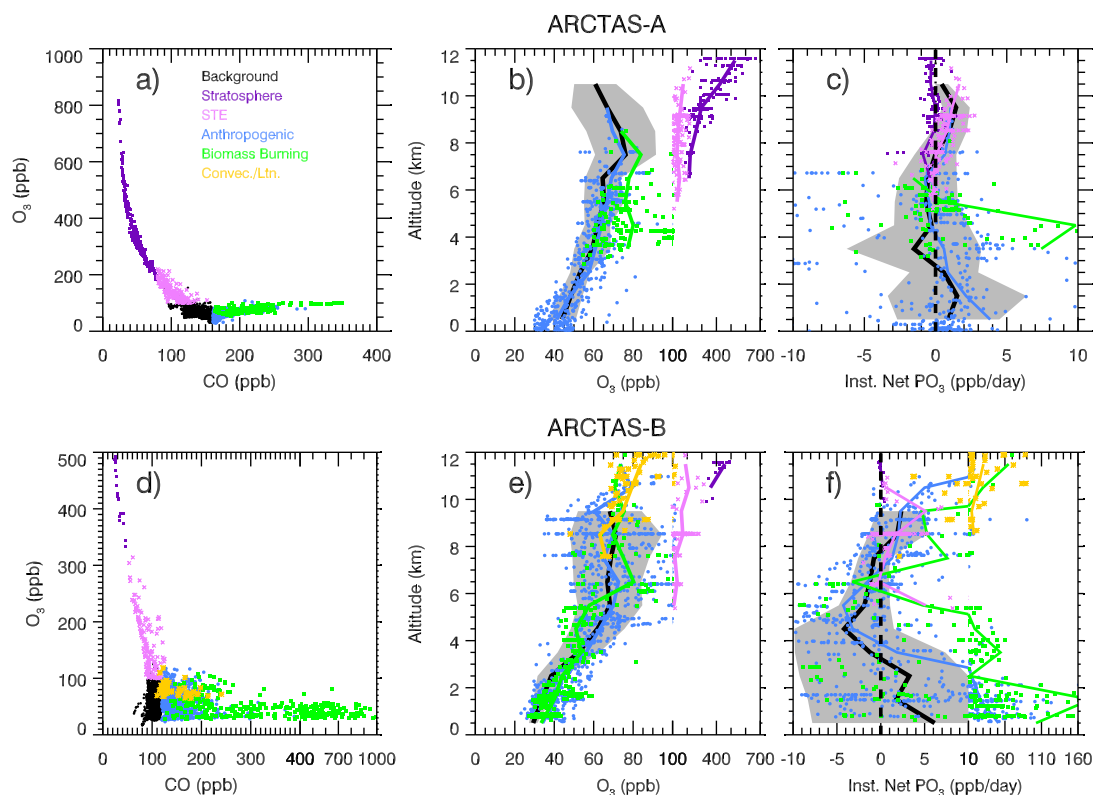 ARCTAS-A
a)
Background
Stratosphere
STE
Anthropogenic
Biomass Burning
Convec./Ltn.
O3 (ppb)
0
200
400
600
800
1000
0 100 200 300 400
CO (ppb)
b)
Altitude (km)
0
2
4
6
8
10
12
0 20 40 60 80 100 400 700
O3 (ppb)
c)
-10 -5 0 5 10
Inst. Net PO3 (ppb/day)
ARCTAS-B
d)
O3 (ppb)
0
100
200
300
400
500
0 100 200 300 400 700 1000
CO (ppb)
e)
Altitude (km)
0
2
4
6
8
10
12
0 20 40 60 80 100 400 700
O3 (ppb)
f)
-10 -5 0 5 10 60 110 160
Inst. Net PO3 (ppb/day)